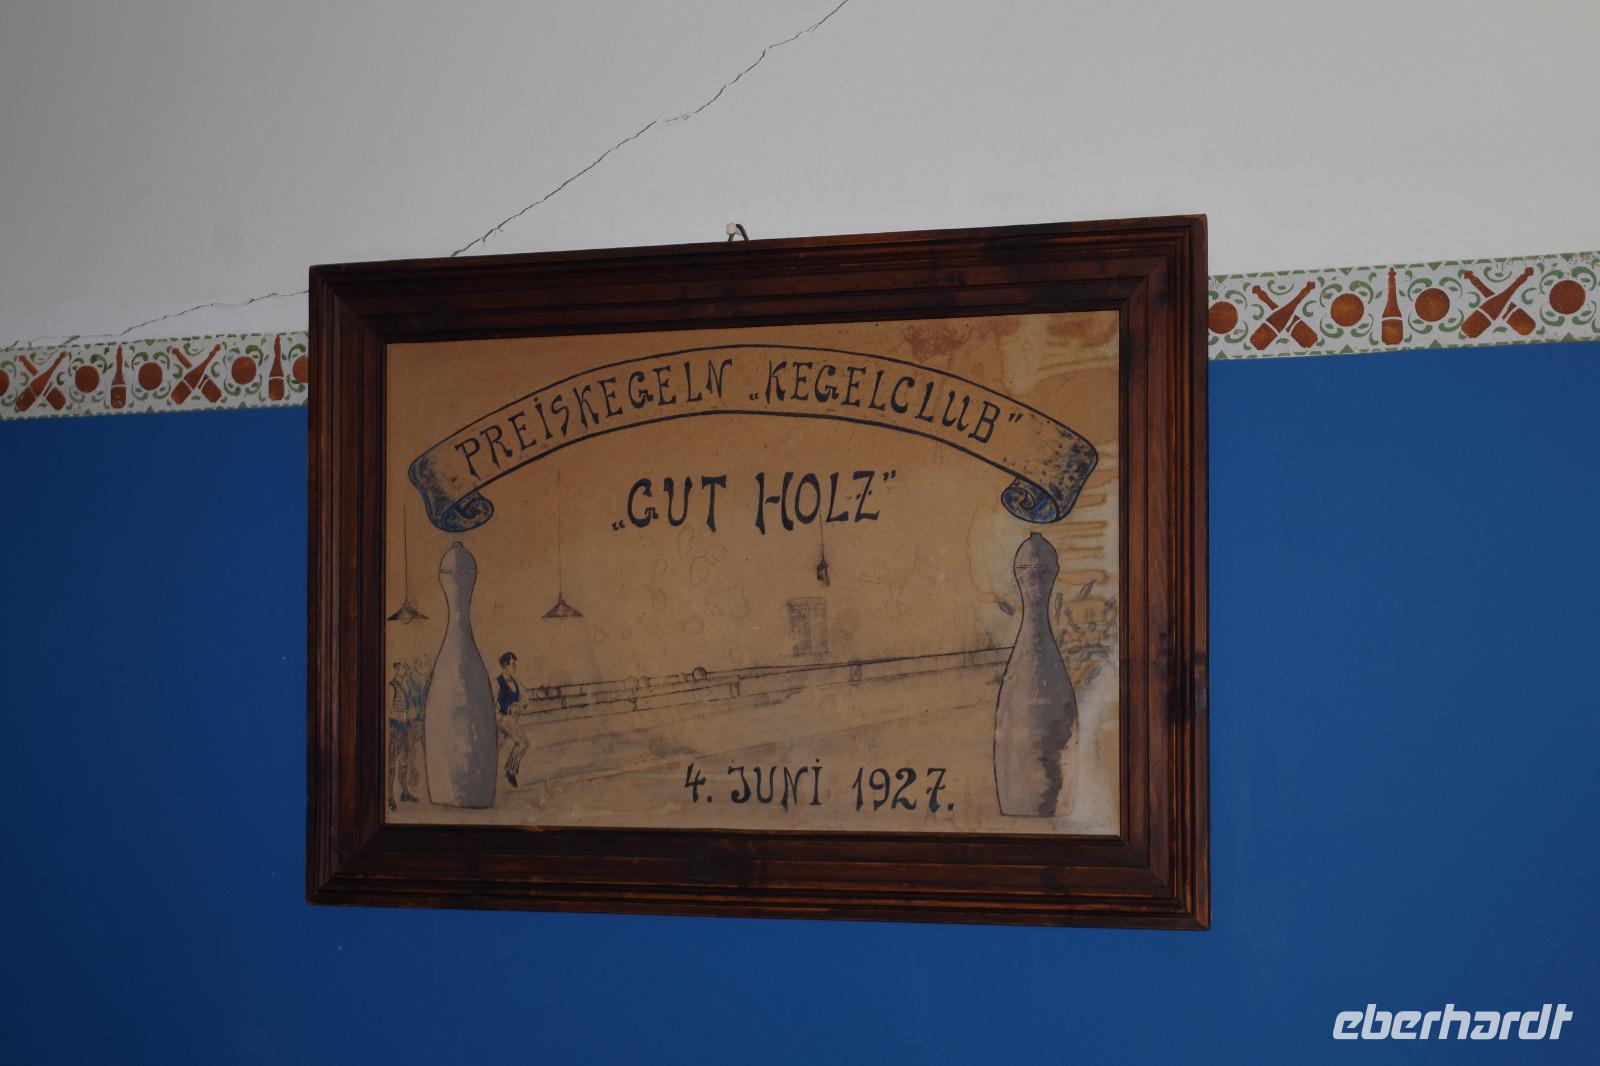 PREISKEGELN „KEGELCLUB"
„GUT HOLZ"
4. JUNI 1927.
eberhardt